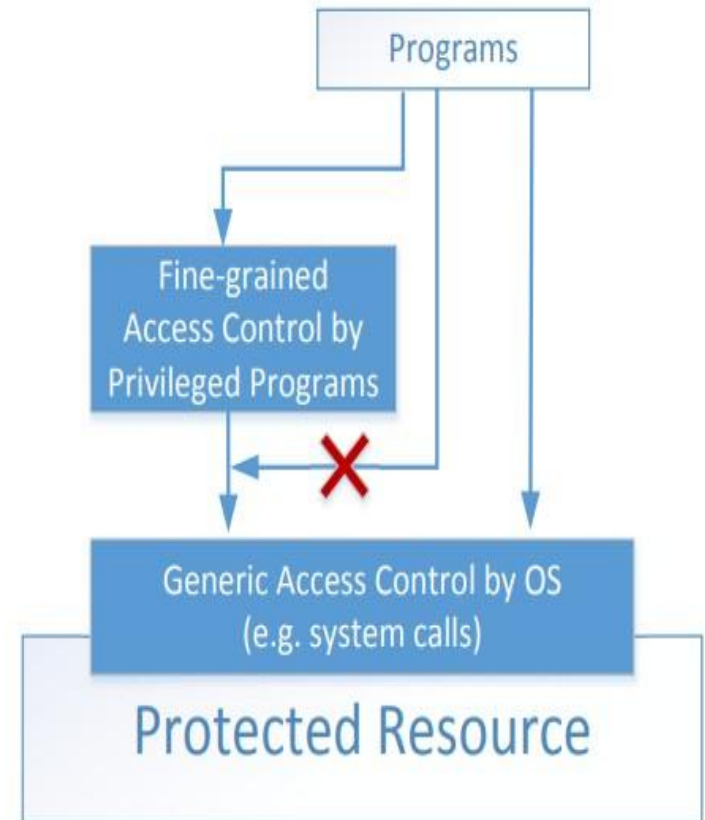 Programs
Fine-grained
Access Control by
Privileged Programs
Generic Access Control by OS
(e.g. system calls)
Protected Resource